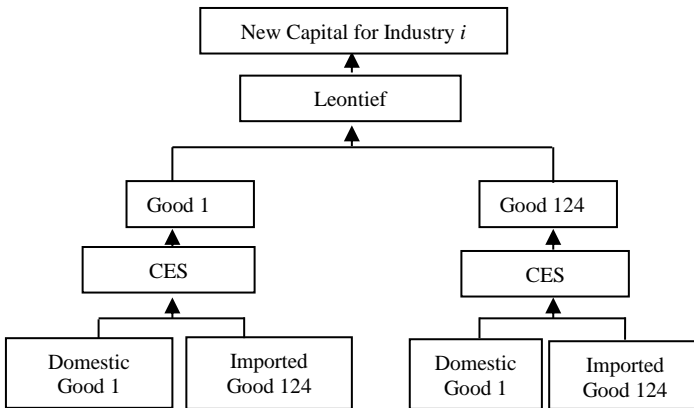 New Capital for Industry i
Leontief
Good 1
Good 124
CES
CES
Domestic
Good 1
Imported
Good 124
Domestic
Good 1
Imported
Good 124